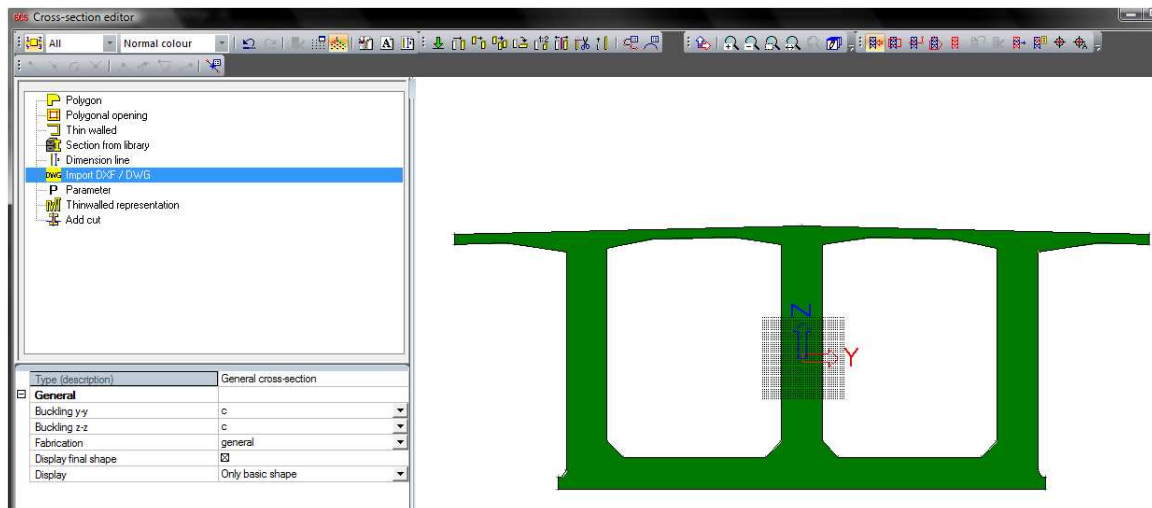 Cross-section editor
All Normal colour
Polygon
Polygonal opening
Thin walled
Section from library
Dimension line
DWG Import DXF / DWG
P Parameter
Thinwalled representation
Add cut
Type (description) General cross-section
General
Buckling y-y c
Buckling z-z c
Fabrication general
Display final shape
Display Only basic shape
Z
Y